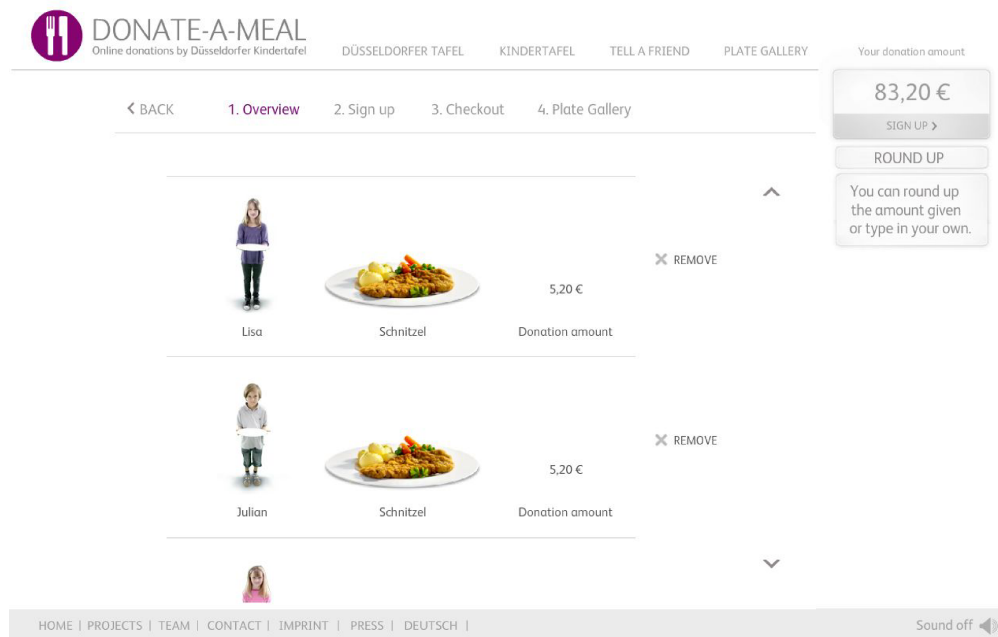 DONATE-A-MEAL
Online donations by Düsseldorfer Kindertafel
DÜSSELDORFER TAFEL KINDERTAFEL TELL A FRIEND PLATE GALLERY
Your donation amount
83,20 €
SIGN UP >
ROUND UP
You can round up
the amount given
or type in your own.
< BACK 1. Overview 2. Sign up 3. Checkout 4. Plate Gallery
5,20 €
REMOVE
Lisa Schnitzel Donation amount
5,20 €
REMOVE
Julian Schnitzel Donation amount
HOME | PROJECTS | TEAM | CONTACT | IMPRINT | PRESS | DEUTSCH |
Sound off